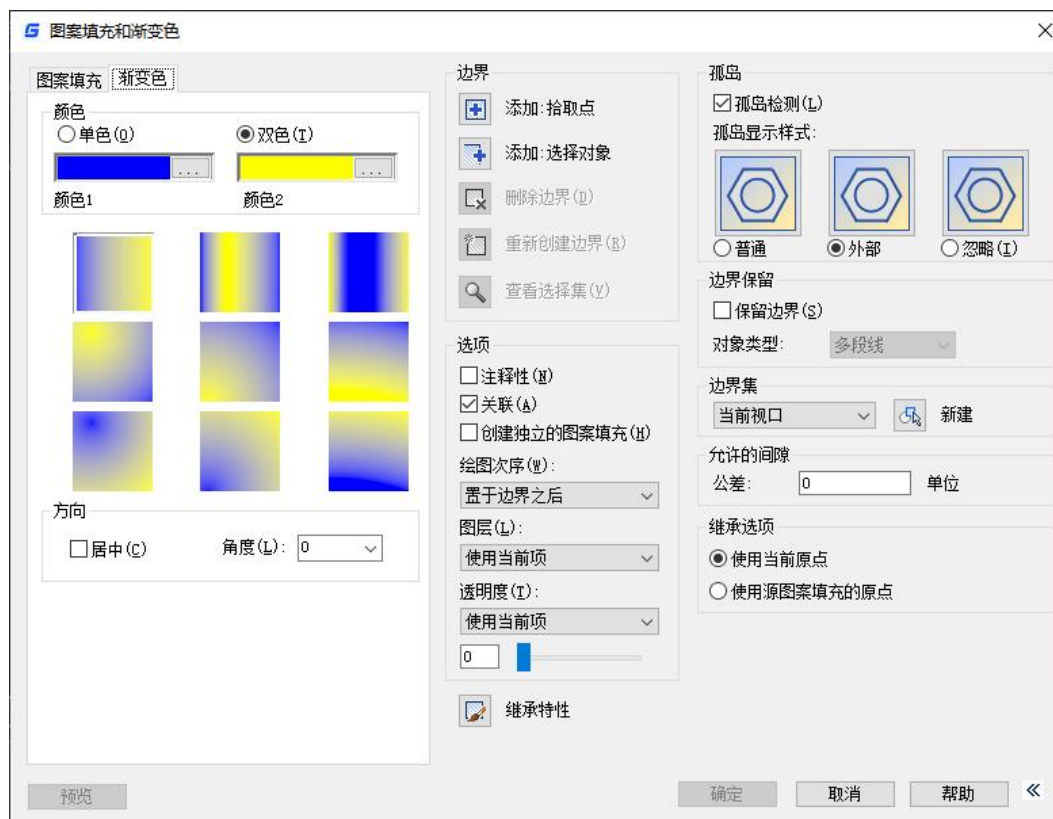 图案填充和渐变色
图案填充 渐变色
颜色
单色(O) 双色(T)
... ...
颜色1 颜色2
方向
居中(C) 角度(L): 0
预览
边界
添加:拾取点
添加:选择对象
删除边界(D)
重新创建边界(R)
查看选择集(V)
选项
注释性(N)
关联(A)
创建独立的图案填充(H)
绘图次序(W):
置于边界之后
图层(L):
使用当前项
透明度(T):
使用当前项
0
继承特性
孤岛
孤岛检测(L)
孤岛显示样式:
普通 外部 忽略(I)
边界保留
保留边界(S)
对象类型: 多段线
边界集
当前视口 新建
允许的间隙
公差: 0 单位
继承选项
使用当前原点
使用源图案填充的原点
确定 取消 帮助